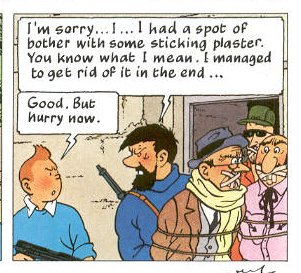 I'm sorry...I... I had a spot of
bother with some sticking plaster.
You know what I mean. I managed
to get rid of it in the end ...
Good. But
hurry now.